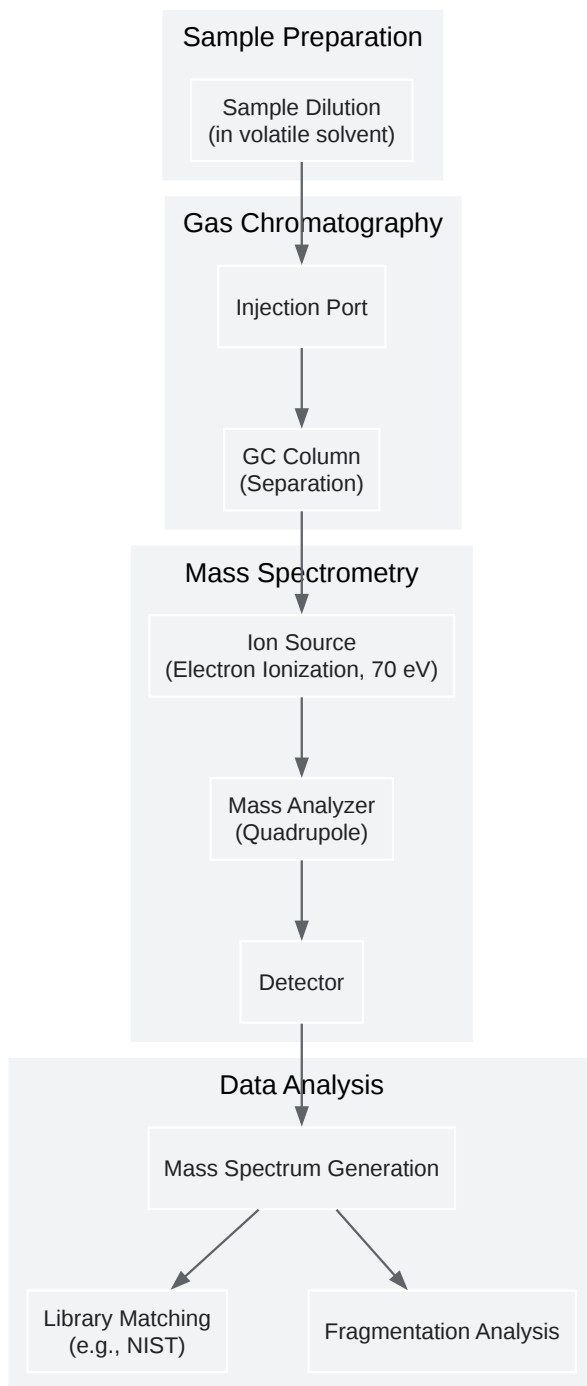 Sample Preparation
Sample Dilution
(in volatile solvent)
Gas Chromatography
Injection Port
GC Column
(Separation)
Mass Spectrometry
Ion Source
(Electron Ionization, 70 eV)
Mass Analyzer
(Quadrupole)
Detector
Data Analysis
Mass Spectrum Generation
Library Matching
(e.g., NIST)
Fragmentation Analysis